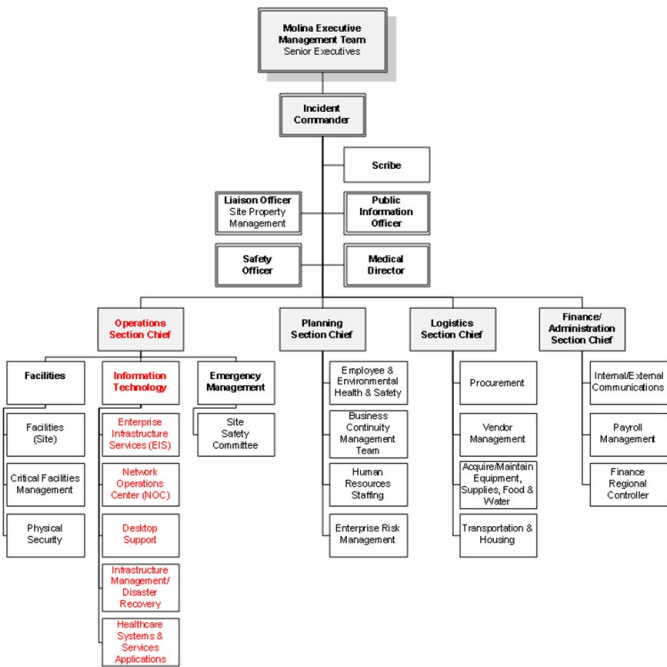 Molina Executive
Management Team
Senior Executives
Incident
Commander
Scribe
Liaison Officer
Site Property
Management
Public
Information
Officer
Safety
Officer
Medical
Director
Operations
Section Chief
Planning
Section Chief
Logistics
Section Chief
Finance/
Administration
Section Chief
Facilities
Information
Technology
Emergency
Management
Employee &
Environmental
Health & Safety
Procurement
Internal/External
Communications
Facilities
(Site)
Enterprise
Infrastructure
Services (EIS)
Site
Safety
Committee
Business
Continuity
Management
Team
Vendor
Management
Payroll
Management
Critical Facilities
Management
Network
Operations
Center (NOC)
Human
Resources
Staffing
Acquire/Maintain
Equipment,
Supplies, Food &
Water
Finance
Regional
Controller
Physical
Security
Desktop
Support
Enterprise Risk
Management
Transportation &
Housing
Infrastructure
Management/
Disaster
Recovery
Healthcare
Systems &
Services
Applications